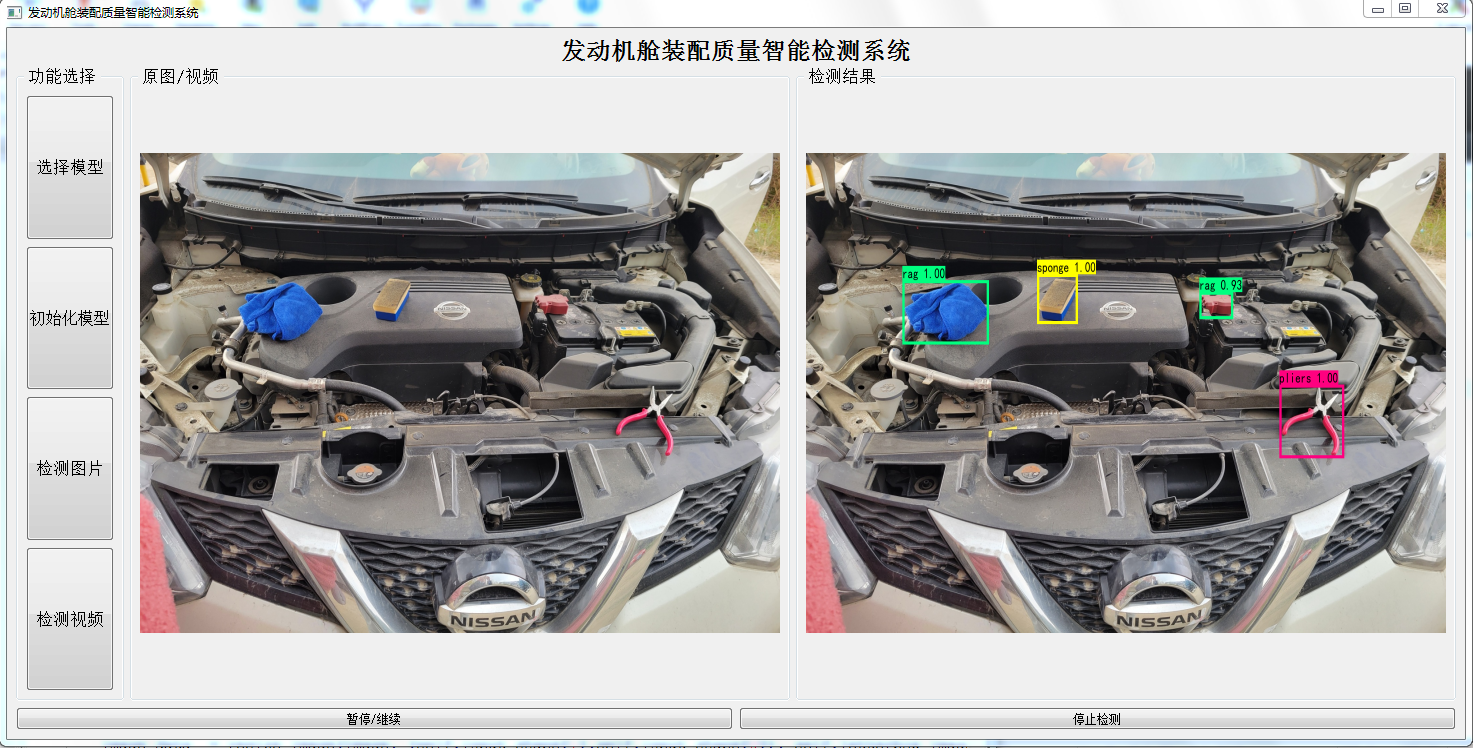 发动机舱装配质量智能检测系统
发动机舱装配质量智能检测系统
功能选择
原图/视频
检测结果
选择模型
初始化模型
检测图片
检测视频
NISSAN
NISSAN
rag 1.00
sponge 1.00
rag 0.93
pliers 1.00
NISSAN
NISSAN
暂停/继续
停止检测